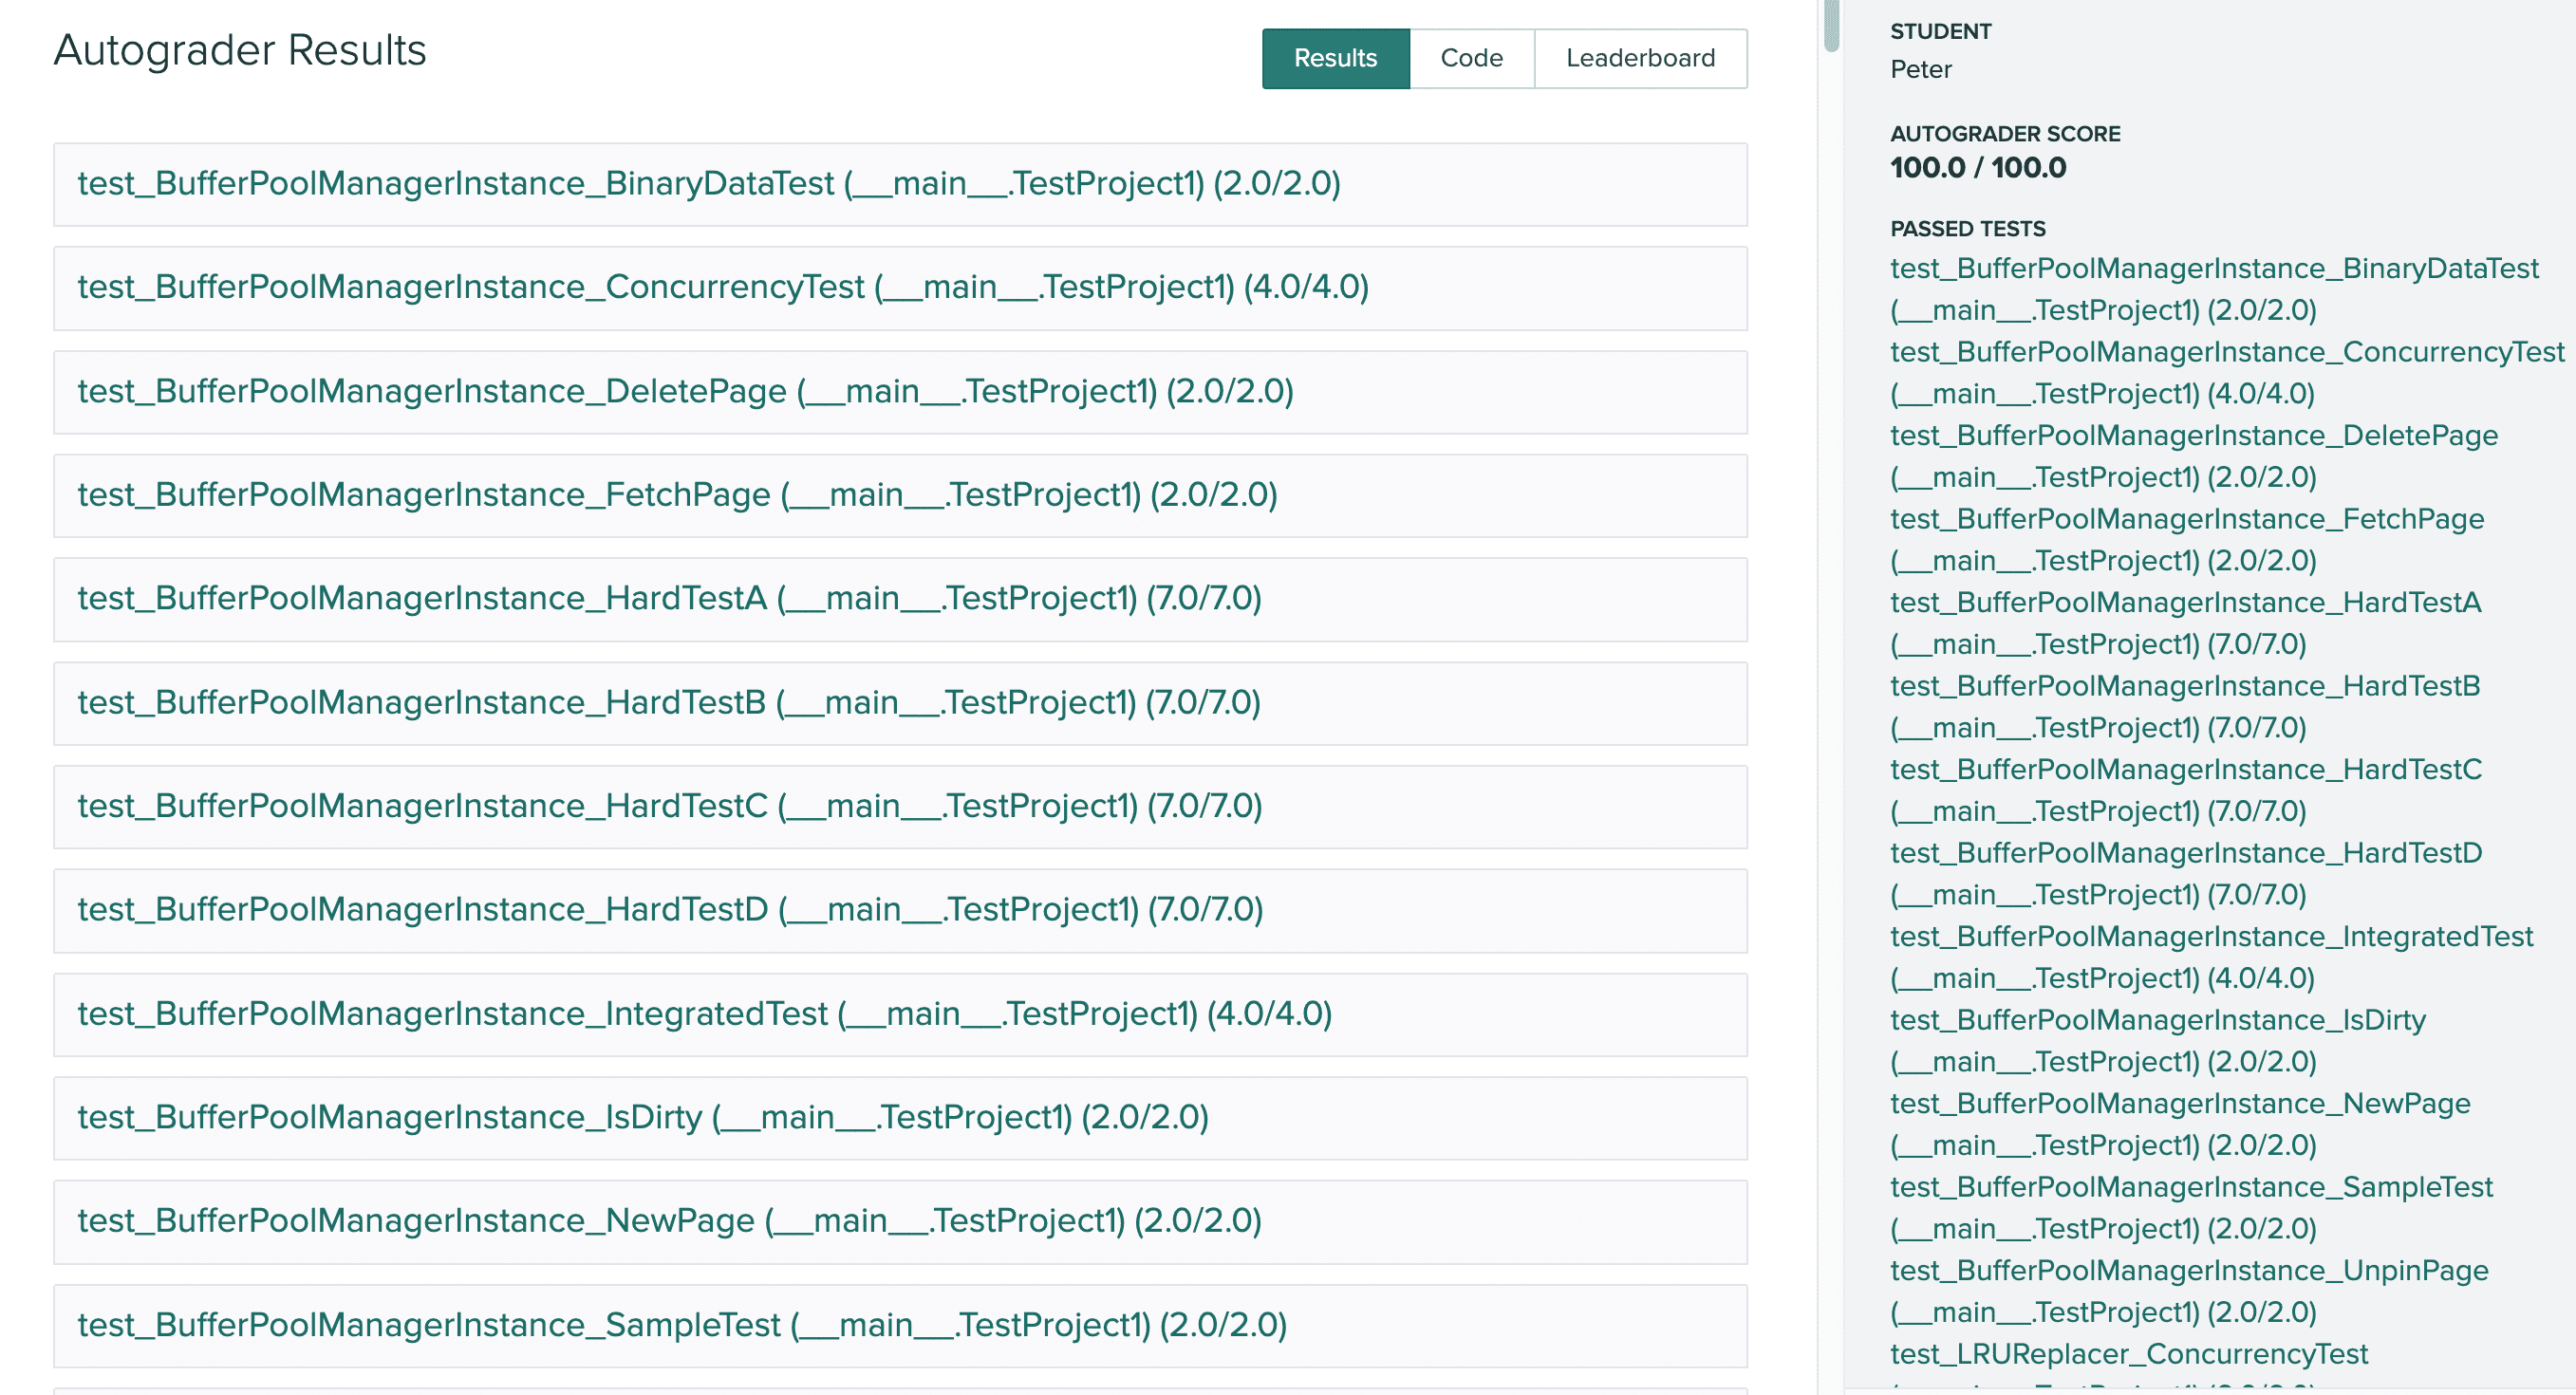 Autograder Results
Results
Code
Leaderboard
test_BufferPoolManagerInstance_BinaryDataTest (__main__.TestProject1) (2.0/2.0)
test_BufferPoolManagerInstance_ConcurrencyTest (__main__.TestProject1) (4.0/4.0)
test_BufferPoolManagerInstance_DeletePage (__main__.TestProject1) (2.0/2.0)
test_BufferPoolManagerInstance_FetchPage (__main__.TestProject1) (2.0/2.0)
test_BufferPoolManagerInstance_HardTestA (__main__.TestProject1) (7.0/7.0)
test_BufferPoolManagerInstance_HardTestB (__main__.TestProject1) (7.0/7.0)
test_BufferPoolManagerInstance_HardTestC (__main__.TestProject1) (7.0/7.0)
test_BufferPoolManagerInstance_HardTestD (__main__.TestProject1) (7.0/7.0)
test_BufferPoolManagerInstance_IntegratedTest (__main__.TestProject1) (4.0/4.0)
test_BufferPoolManagerInstance_IsDirty (__main__.TestProject1) (2.0/2.0)
test_BufferPoolManagerInstance_NewPage (__main__.TestProject1) (2.0/2.0)
test_BufferPoolManagerInstance_SampleTest (__main__.TestProject1) (2.0/2.0)
STUDENT
Peter
AUTOGRADER SCORE
100.0 / 100.0
PASSED TESTS
test_BufferPoolManagerInstance_BinaryDataTest
(__main__.TestProject1) (2.0/2.0)
test_BufferPoolManagerInstance_ConcurrencyTest
(__main__.TestProject1) (4.0/4.0)
test_BufferPoolManagerInstance_DeletePage
(__main__.TestProject1) (2.0/2.0)
test_BufferPoolManagerInstance_FetchPage
(__main__.TestProject1) (2.0/2.0)
test_BufferPoolManagerInstance_HardTestA
(__main__.TestProject1) (7.0/7.0)
test_BufferPoolManagerInstance_HardTestB
(__main__.TestProject1) (7.0/7.0)
test_BufferPoolManagerInstance_HardTestC
(__main__.TestProject1) (7.0/7.0)
test_BufferPoolManagerInstance_HardTestD
(__main__.TestProject1) (7.0/7.0)
test_BufferPoolManagerInstance_IntegratedTest
(__main__.TestProject1) (4.0/4.0)
test_BufferPoolManagerInstance_IsDirty
(__main__.TestProject1) (2.0/2.0)
test_BufferPoolManagerInstance_NewPage
(__main__.TestProject1) (2.0/2.0)
test_BufferPoolManagerInstance_SampleTest
(__main__.TestProject1) (2.0/2.0)
test_BufferPoolManagerInstance_UnpinPage
(__main__.TestProject1) (2.0/2.0)
test_LRUReplacer_ConcurrencyTest